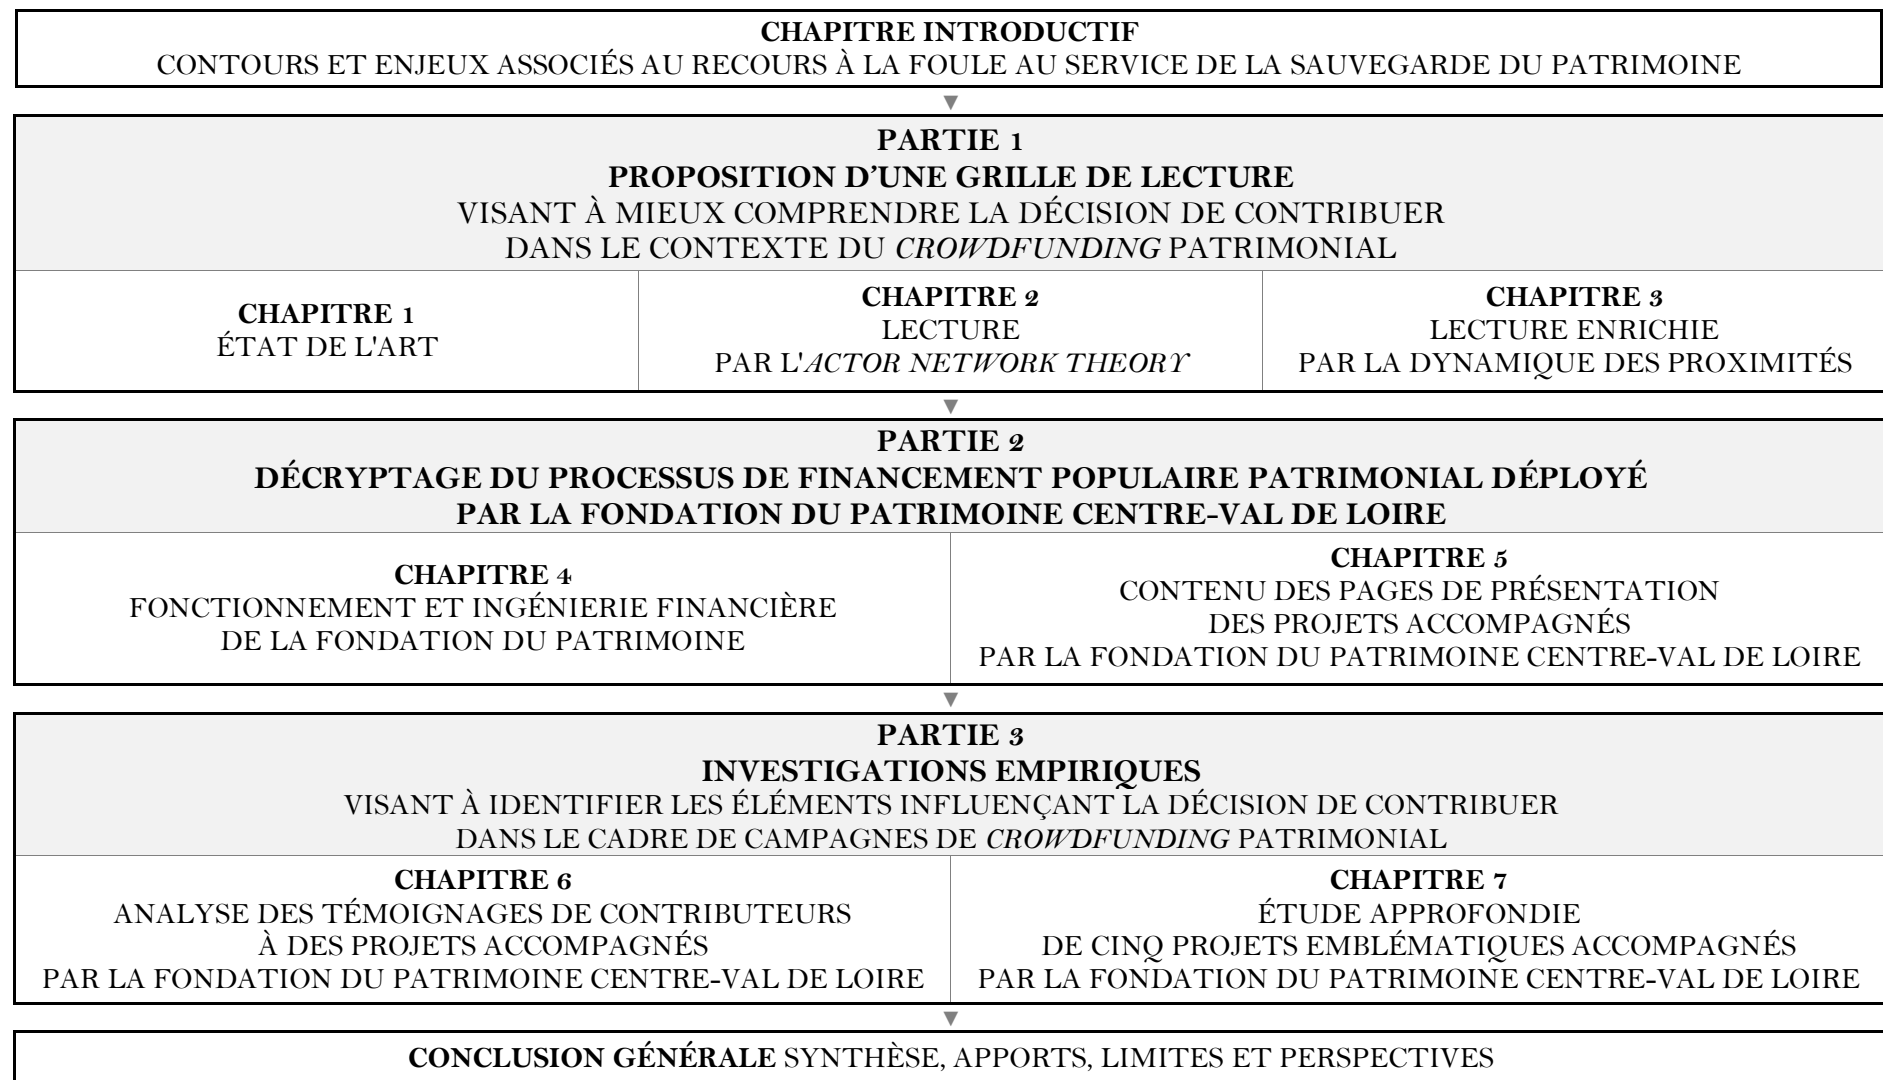 CHAPITRE INTRODUCTIF
CONTOURS ET ENJEUX ASSOCIÉS AU RECOURS À LA FOULE AU SERVICE DE LA SAUVEGARDE DU PATRIMOINE
PARTIE 1
PROPOSITION D'UNE GRILLE DE LECTURE
VISANT À MIEUX COMPRENDRE LA DÉCISION DE CONTRIBUER
DANS LE CONTEXTE DU CROWDFUNDING PATRIMONIAL
CHAPITRE 1
ÉTAT DE L'ART
CHAPITRE 2
LECTURE
PAR L'ACTOR NETWORK THEORY
CHAPITRE 3
LECTURE ENRICHIE
PAR LA DYNAMIQUE DES PROXIMITÉS
PARTIE 2
DÉCRYPTAGE DU PROCESSUS DE FINANCEMENT POPULAIRE PATRIMONIAL DÉPLOYÉ
PAR LA FONDATION DU PATRIMOINE CENTRE-VAL DE LOIRE
CHAPITRE 4
FONCTIONNEMENT ET INGÉNIERIE FINANCIÈRE
DE LA FONDATION DU PATRIMOINE
CHAPITRE 5
CONTENU DES PAGES DE PRÉSENTATION
DES PROJETS ACCOMPAGNÉS
PAR LA FONDATION DU PATRIMOINE CENTRE-VAL DE LOIRE
PARTIE 3
INVESTIGATIONS EMPIRIQUES
VISANT À IDENTIFIER LES ÉLÉMENTS INFLUENÇANT LA DÉCISION DE CONTRIBUER
DANS LE CADRE DE CAMPAGNES DE CROWDFUNDING PATRIMONIAL
CHAPITRE 6
ANALYSE DES TÉMOIGNAGES DE CONTRIBUTEURS
À DES PROJETS ACCOMPAGNÉS
PAR LA FONDATION DU PATRIMOINE CENTRE-VAL DE LOIRE
CHAPITRE 7
ÉTUDE APPROFONDIE
DE CINQ PROJETS EMBLÉMATIQUES ACCOMPAGNÉS
PAR LA FONDATION DU PATRIMOINE CENTRE-VAL DE LOIRE
CONCLUSION GÉNÉRALE SYNTHÈSE, APPORTS, LIMITES ET PERSPECTIVES